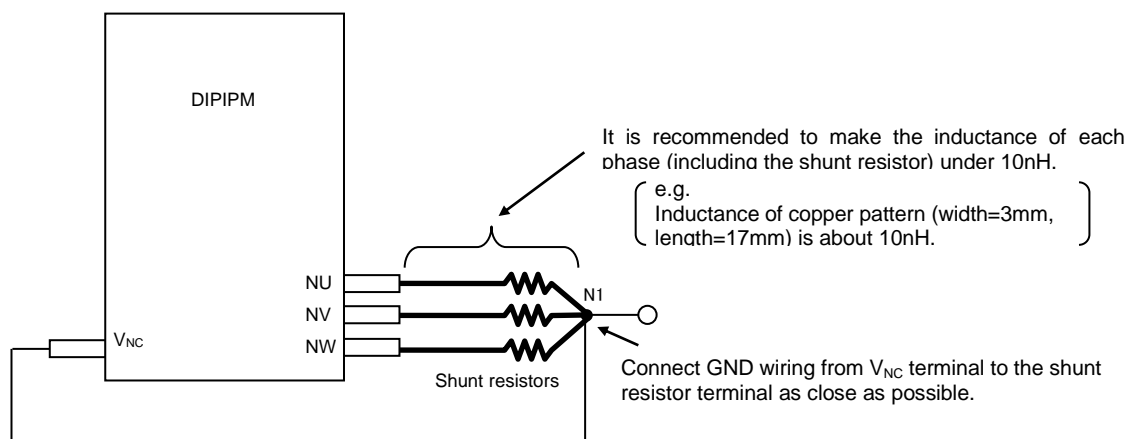 DIPIPM
It is recommended to make the inductance of each
phase (including the shunt resistor) under 10nH.
e.g.
Inductance of copper pattern (width=3mm,
length=17mm) is about 10nH.
NU
N1
NV
VNC
NW
Shunt resistors
Connect GND wiring from VNC terminal to the shunt
resistor terminal as close as possible.